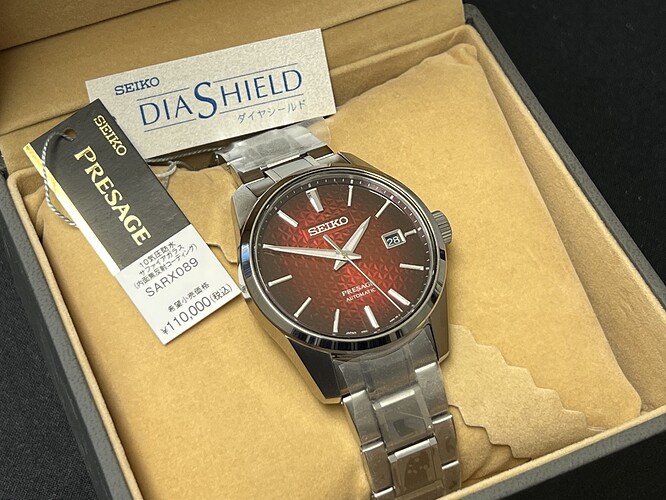 SEIKO
DIASHIELD
ダイヤシールド
SEIKO
PRESAGE
10気圧防水
サファイアガラス
(内面無反射コーティング)
SARX089
希望小売価格
¥110,000(税込)
SEIKO
28
PRESAGE
AUTOMATIC